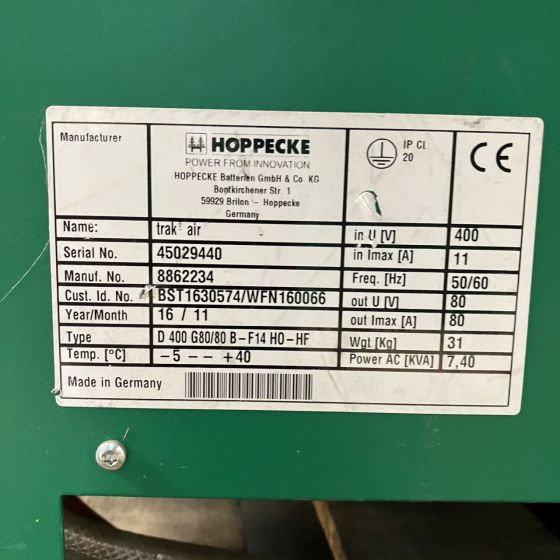 Manufacturer
HOPPECKE
POWER FROM INNOVATION
HOPPECKE Batterien GmbH & Co. KG
Bontkirchener Str. 1
59929 Brilon - Hoppecke
Germany
IP CL
20
CE
Name: trak air in U [V] 400
Serial No. 45029440 in Imax [A] 11
Manuf. No. 8862234 Freq. [Hz] 50/60
Cust. Id. No. BST1630574/WFN160066 out U [V] 80
Year/Month 16 / 11 out Imax [A] 80
Type D 400 G80/80 B-F14 HO-HF Wgt [Kg] 31
Temp. [°C] -5 -- +40 Power AC [KVA] 7,40
Made in Germany